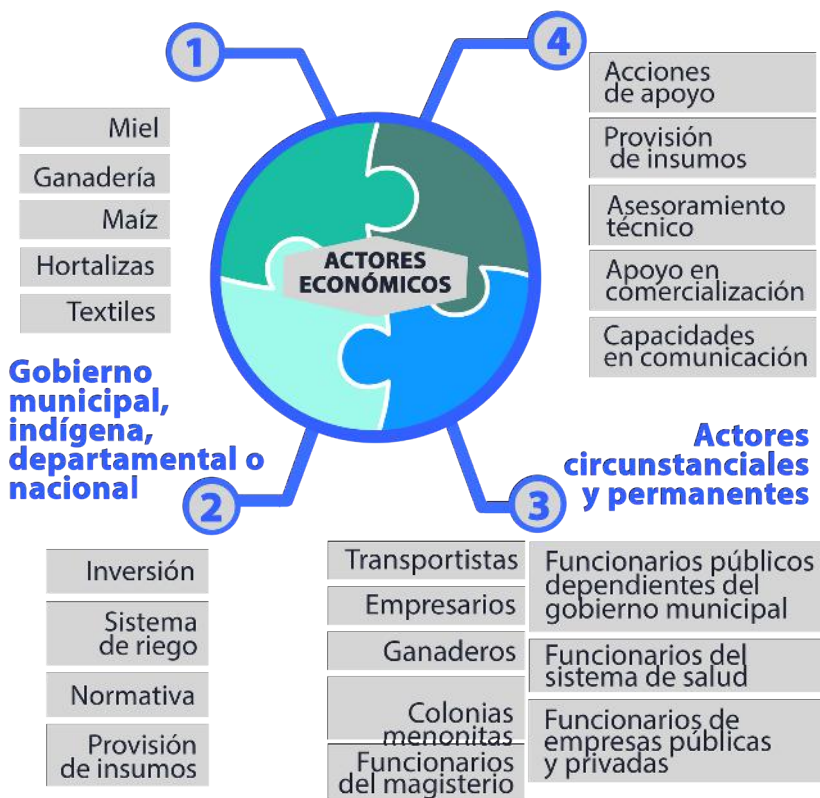 1
Miel
Ganadería
Maíz
Hortalizas
Textiles
4
Acciones
de apoyo
Provisión
de insumos
Asesoramiento
técnico
Apoyo en
comercialización
Capacidades
en comunicación
ACTORES
ECONÓMICOS
Gobierno
municipal,
indígena,
departamental o
nacional
2
Inversión
Sistema
de riego
Normativa
Provisión
de insumos
Actores
circunstanciales
y permanentes
3
Transportistas
Empresarios
Ganaderos
Colonias
menonitas
Funcionarios
del magisterio
Funcionarios públicos
dependientes del
gobierno municipal
Funcionarios del
sistema de salud
Funcionarios de
empresas públicas
y privadas